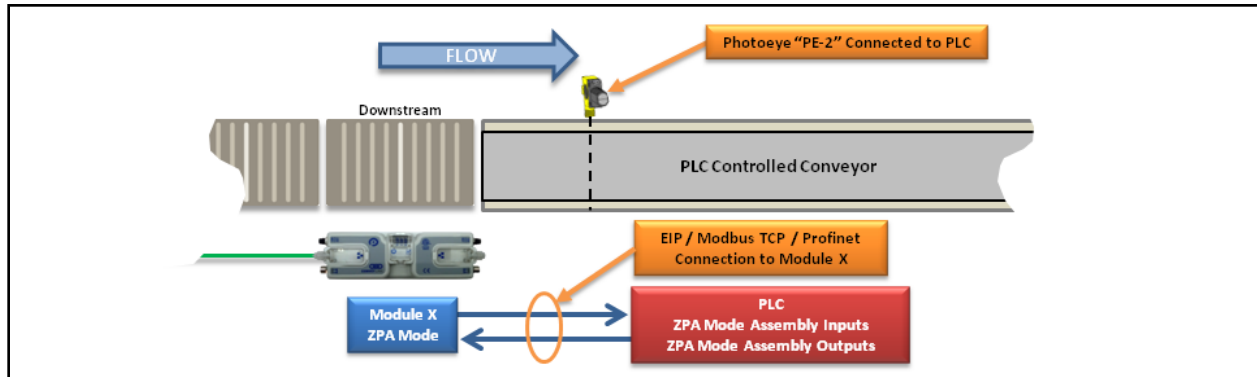 Photoeye “PE-2” Connected to PLC
FLOW
Downstream
PLC Controlled Conveyor
EIP / Modbus TCP / Profinet
Connection to Module X
Module X
ZPA Mode
PLC
ZPA Mode Assembly Inputs
ZPA Mode Assembly Outputs